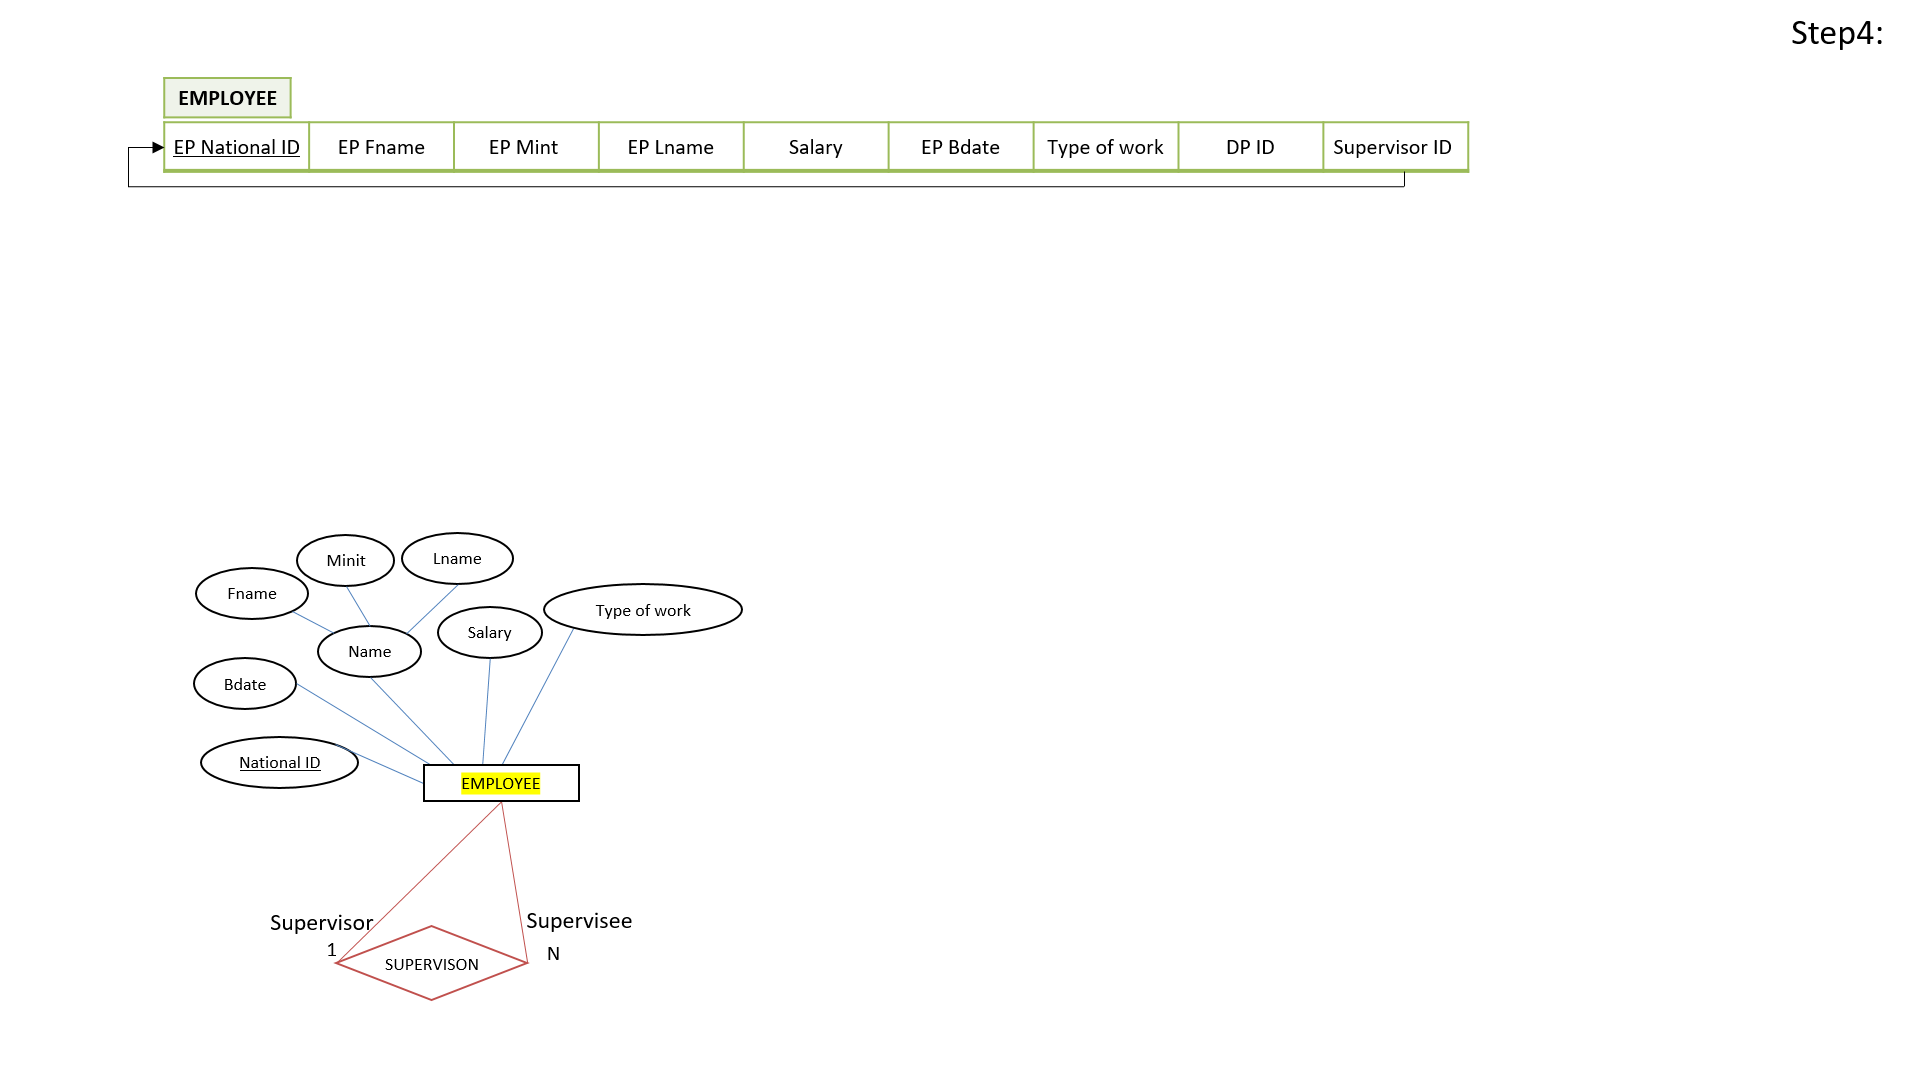 Step4:
EMPLOYEE
EP National ID EP Fname EP Mint EP Lname Salary EP Bdate Type of work DP ID Supervisor ID
Minit Lname
Fname Type of work
Name Salary
Bdate
National ID
EMPLOYEE
Supervisor Supervisee
1 N
SUPERVISON